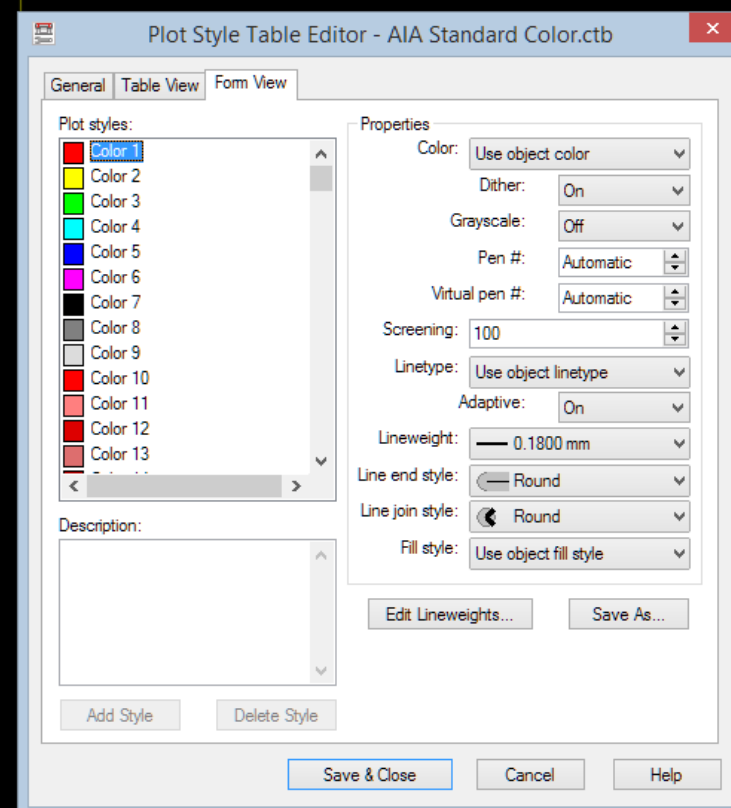 Plot Style Table Editor - AIA Standard Color.ctb
General Table View Form View
Plot styles:
Color 1
Color 2
Color 3
Color 4
Color 5
Color 6
Color 7
Color 8
Color 9
Color 10
Color 11
Color 12
Color 13
Description:
Add Style Delete Style
Properties
Color: Use object color
Dither: On
Grayscale: Off
Pen #: Automatic
Virtual pen #: Automatic
Screening: 100
Linetype: Use object linetype
Adaptive: On
Lineweight: 0.1800 mm
Line end style: Round
Line join style: Round
Fill style: Use object fill style
Edit Lineweights... Save As...
Save & Close Cancel Help